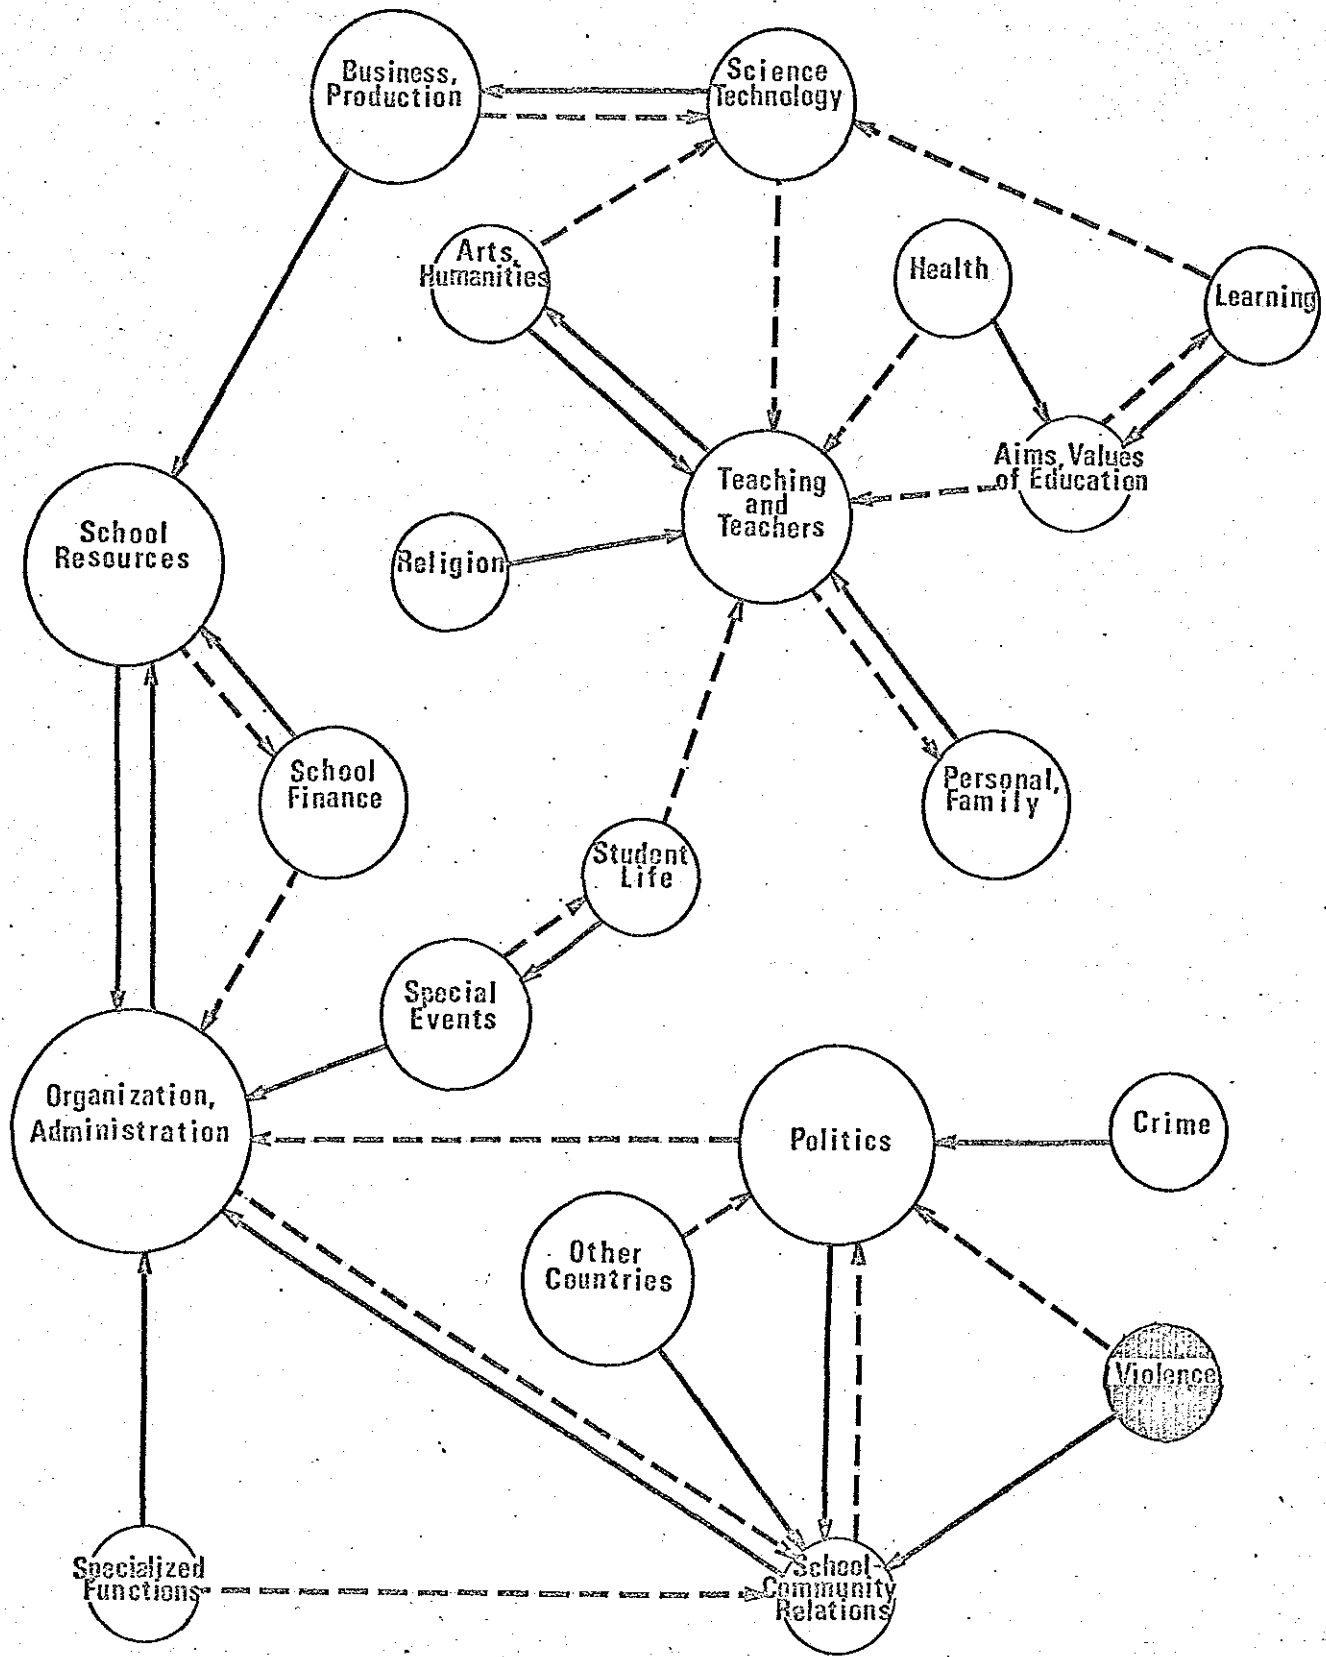 Business,
Production
Science
Technology
Arts,
Humanities
Health
Learning
Aims, Values
of Education
Teaching
and
Teachers
School
Resources
Religion
School
Finance
Personal,
Family
Student
Life
Special
Events
Organization,
Administration
Politics
Crime
Other
Countries
Violence
Specialized
Functions
School-
Community
Relations